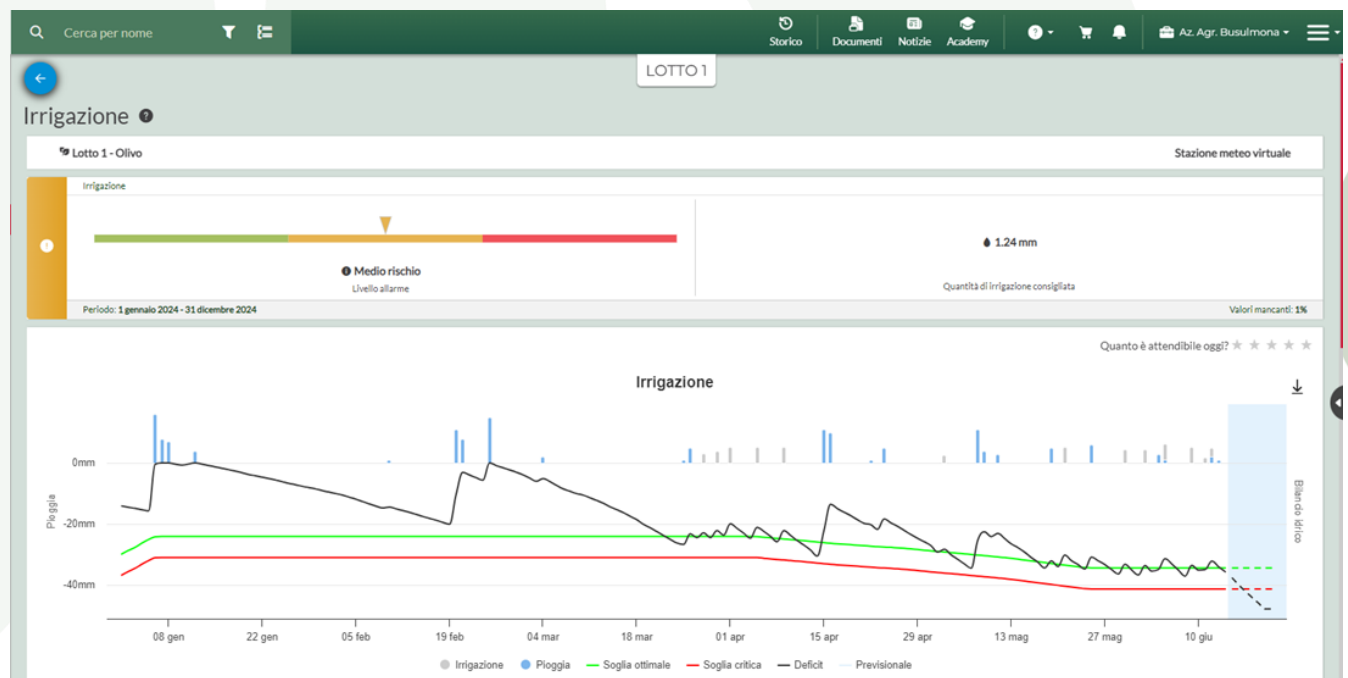 Cerca per nome
Storico
Documenti
Notizie
Academy
Az. Agr. Busulmona
LOTTO 1
Irrigazione
Lotto 1 - Olivo
Stazione meteo virtuale
Irrigazione
Medio rischio
Livello allarme
1.24 mm
Quantità di irrigazione consigliata
Periodo: 1 gennaio 2024 - 31 dicembre 2024
Valori mancanti: 1%
Quanto è attendibile oggi?
Irrigazione
0mm
-20mm
-40mm
Pioggia
Bilancio idrico
08 gen
22 gen
05 feb
19 feb
04 mar
18 mar
01 apr
15 apr
29 apr
13 mag
27 mag
10 giu
Irrigazione
Pioggia
Soglia ottimale
Soglia critica
Deficit
Previsionale